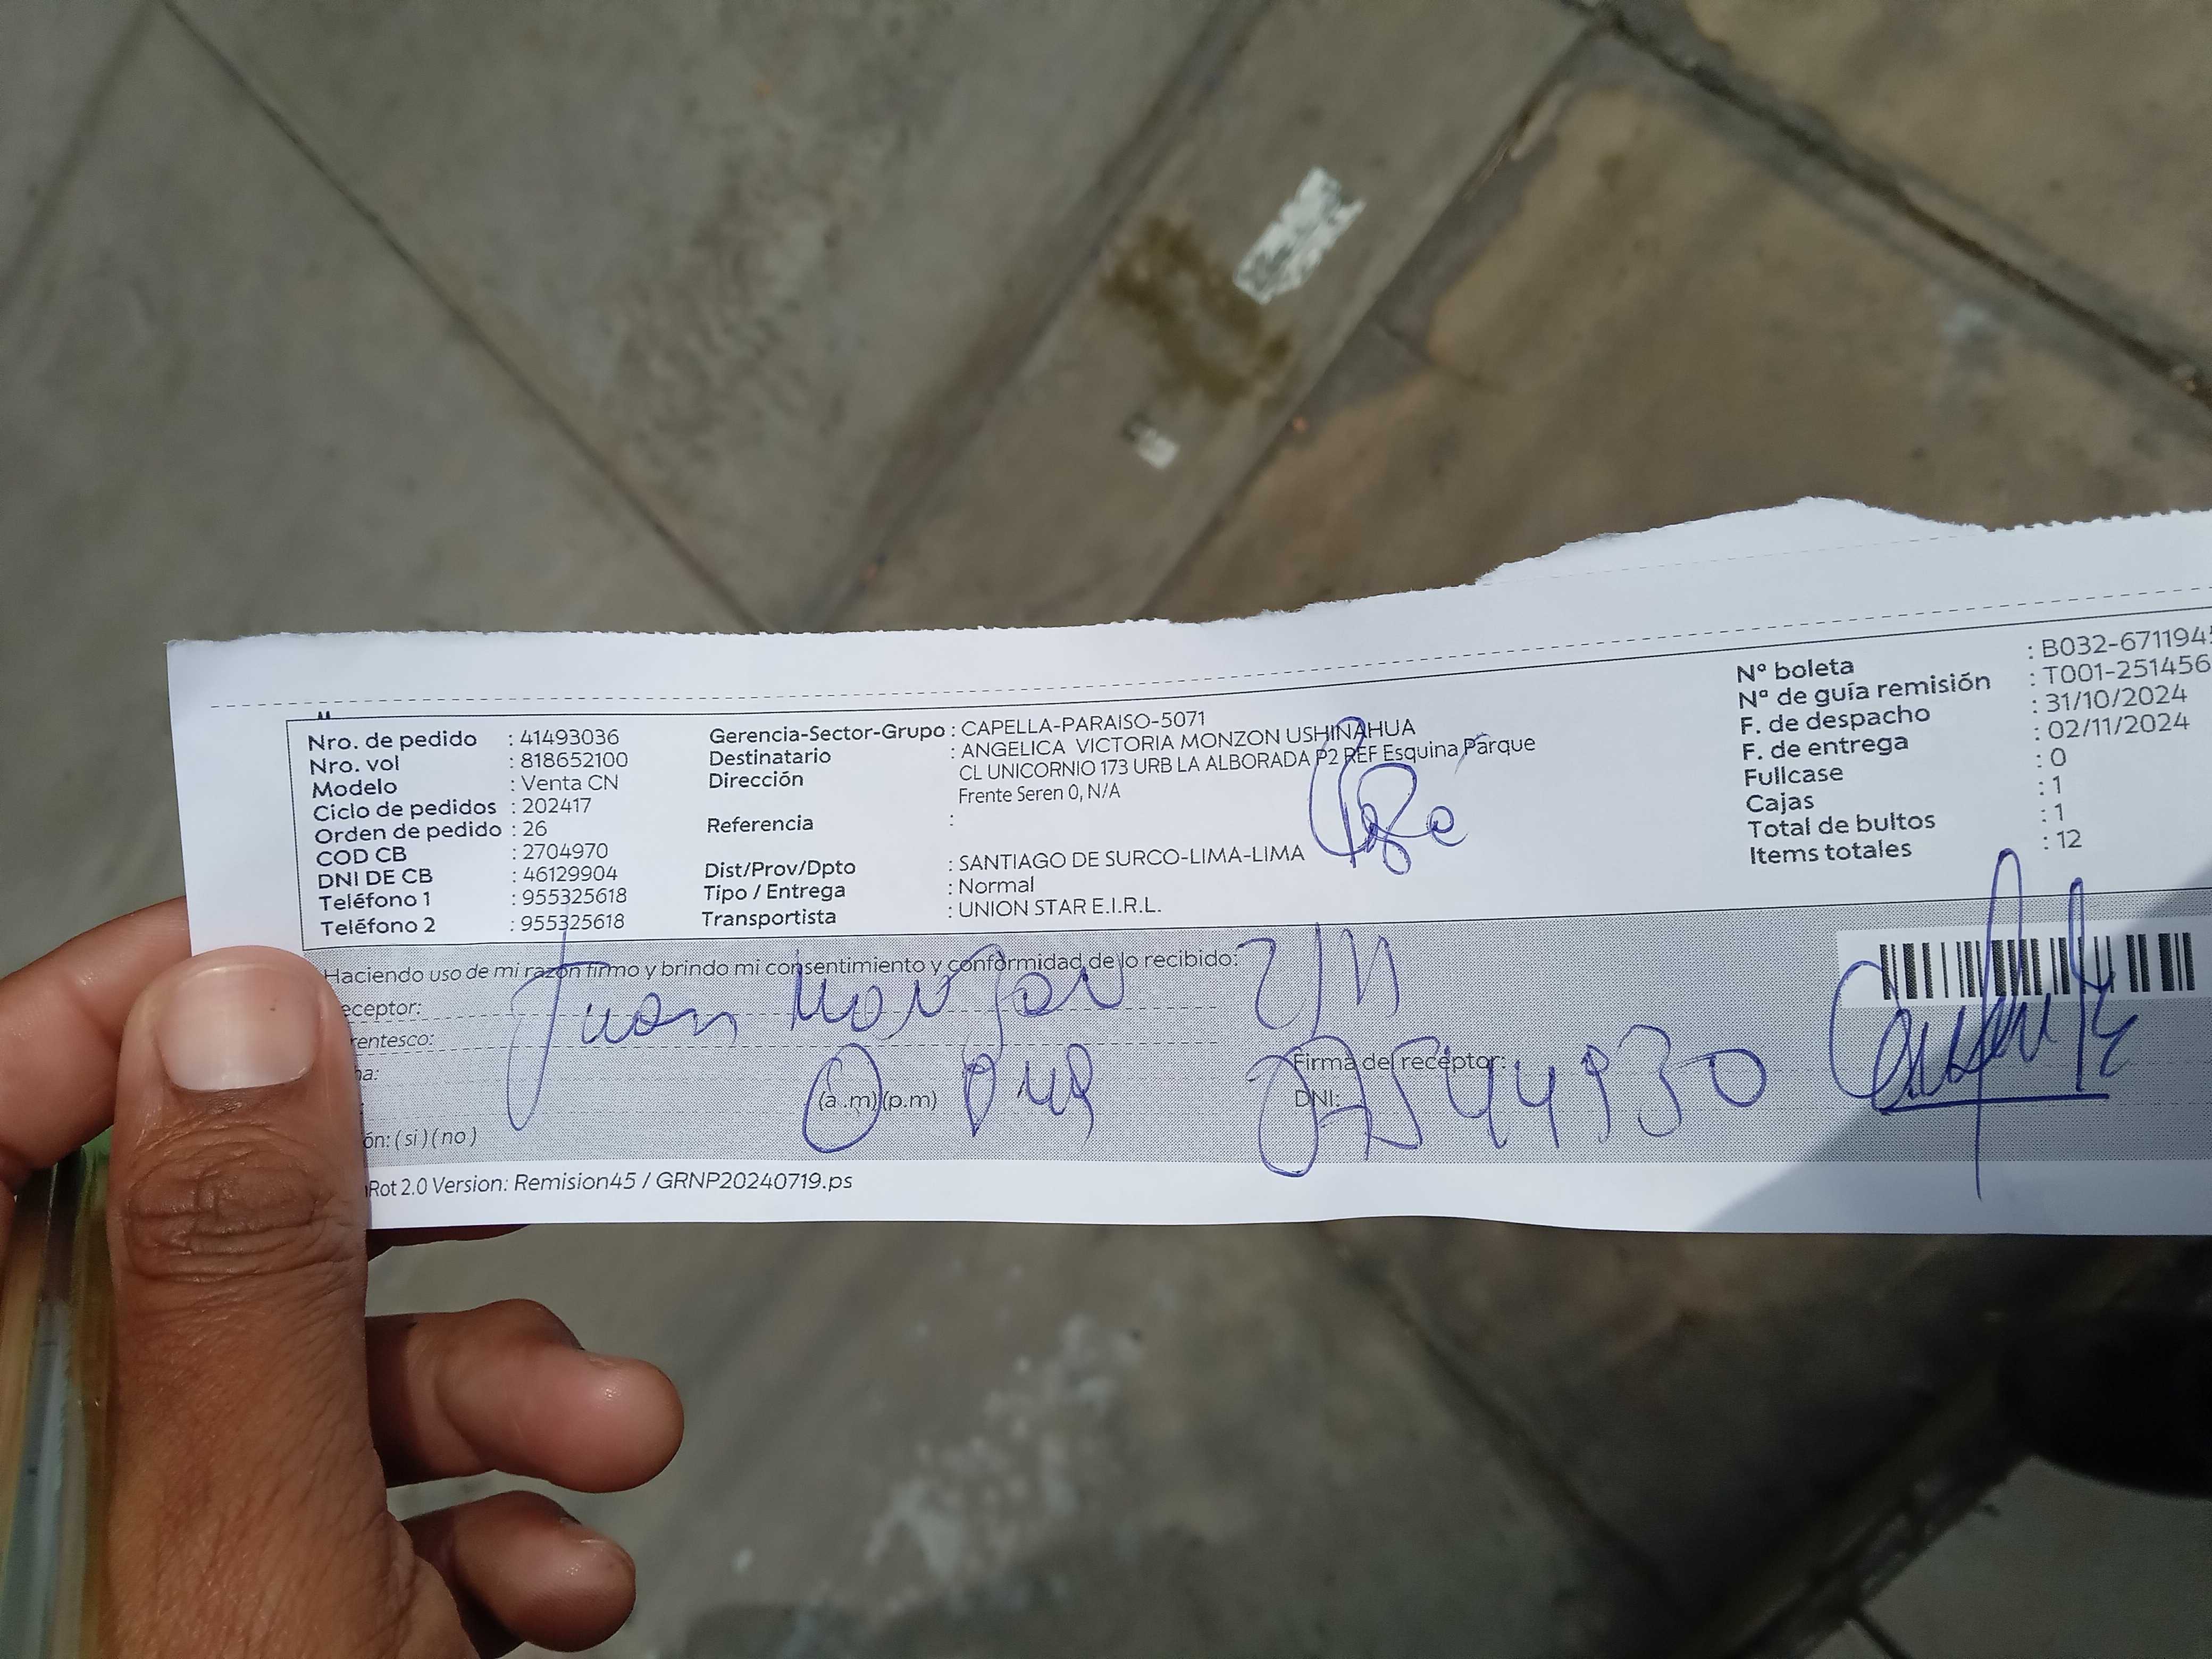 Nro. de pedido : 41493036
Nro. vol : 818652100
Modelo : Venta CN
Ciclo de pedidos : 202417
Orden de pedido : 26
COD CB : 2704970
DNI DE CB : 46129904
Teléfono 1 : 955325618
Teléfono 2 : 955325618
Gerencia-Sector-Grupo : CAPELLA-PARAISO-5071
Destinatario : ANGELICA VICTORIA MONZON USHINAHUA
Dirección : CL UNICORNIO 173 URB LA ALBORADA P2 REF Esquina Parque
Frente Seren 0, N/A
Referencia :
Dist/Prov/Dpto : SANTIAGO DE SURCO-LIMA-LIMA
Tipo / Entrega : Normal
Transportista : UNION STAR E.I.R.L.
Nº boleta : B032-671194
Nº de guía remisión : T001-251456
F. de despacho : 31/10/2024
F. de entrega : 02/11/2024
Fullcase : 0
Cajas : 1
Total de bultos : 1
Items totales : 12
Haciendo uso de mi razón firmo y brindo mi consentimiento y conformidad de lo recibido:
eceptor: Juan 2/11
rentesco:
ha: Firma del receptor:
(a .m)(p.m) DNI:
ón: ( si ) ( no )
Rot 2.0 Version: Remision45 / GRNP20240719.ps